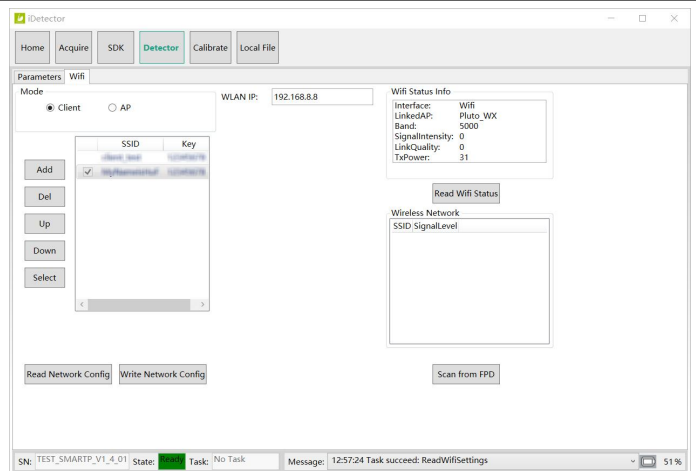 iDetector
Home Acquire SDK Detector Calibrate Local File
Parameters Wifi
Mode
Client AP
WLAN IP: 192.168.8.8
SSID Key
Add
Del
Up
Down
Select
Read Network Config Write Network Config
Wifi Status Info
Interface: Wifi
LinkedAP: Pluto_WX
Band: 5000
SignalIntensity: 0
LinkQuality: 0
TxPower: 31
Read Wifi Status
Wireless Network
SSID SignalLevel
Scan from FPD
SN: TEST_SMARTP_V1_4_01 State: Ready Task: No Task Message: 12:57:24 Task succeed: ReadWifiSettings 51%